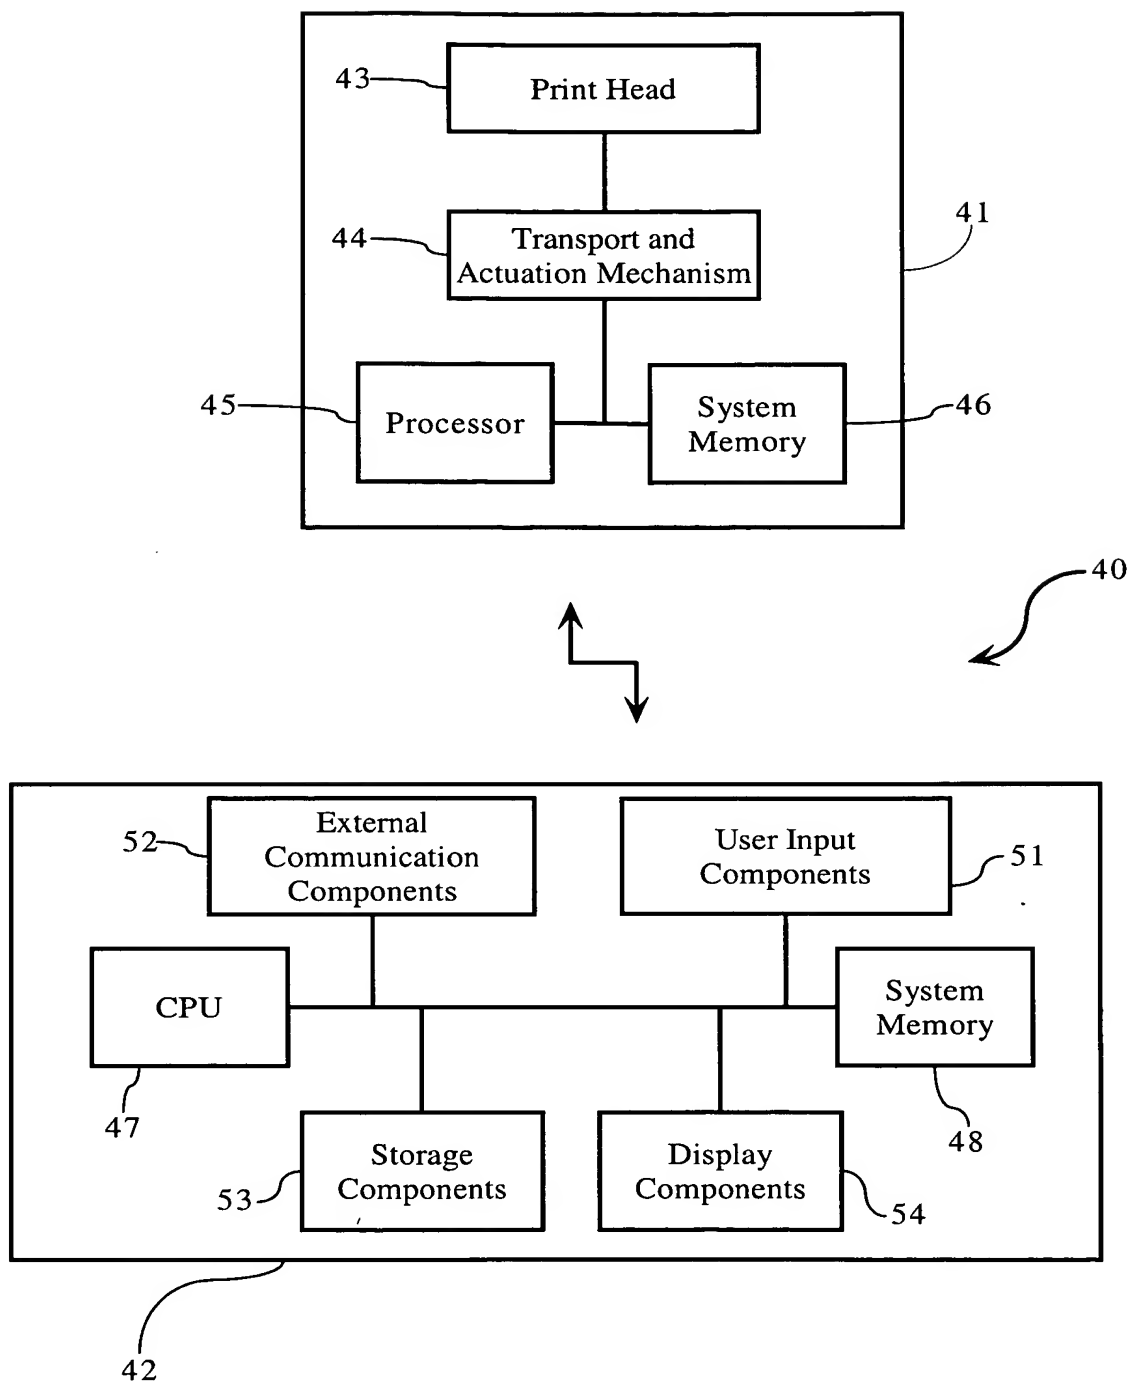 43
Print Head
44
Transport and
Actuation Mechanism
41
45
Processor
System
Memory
46
40
52
External
Communication
Components
User Input
Components
51
CPU
47
System
Memory
48
53
Storage
Components
Display
Components
54
42